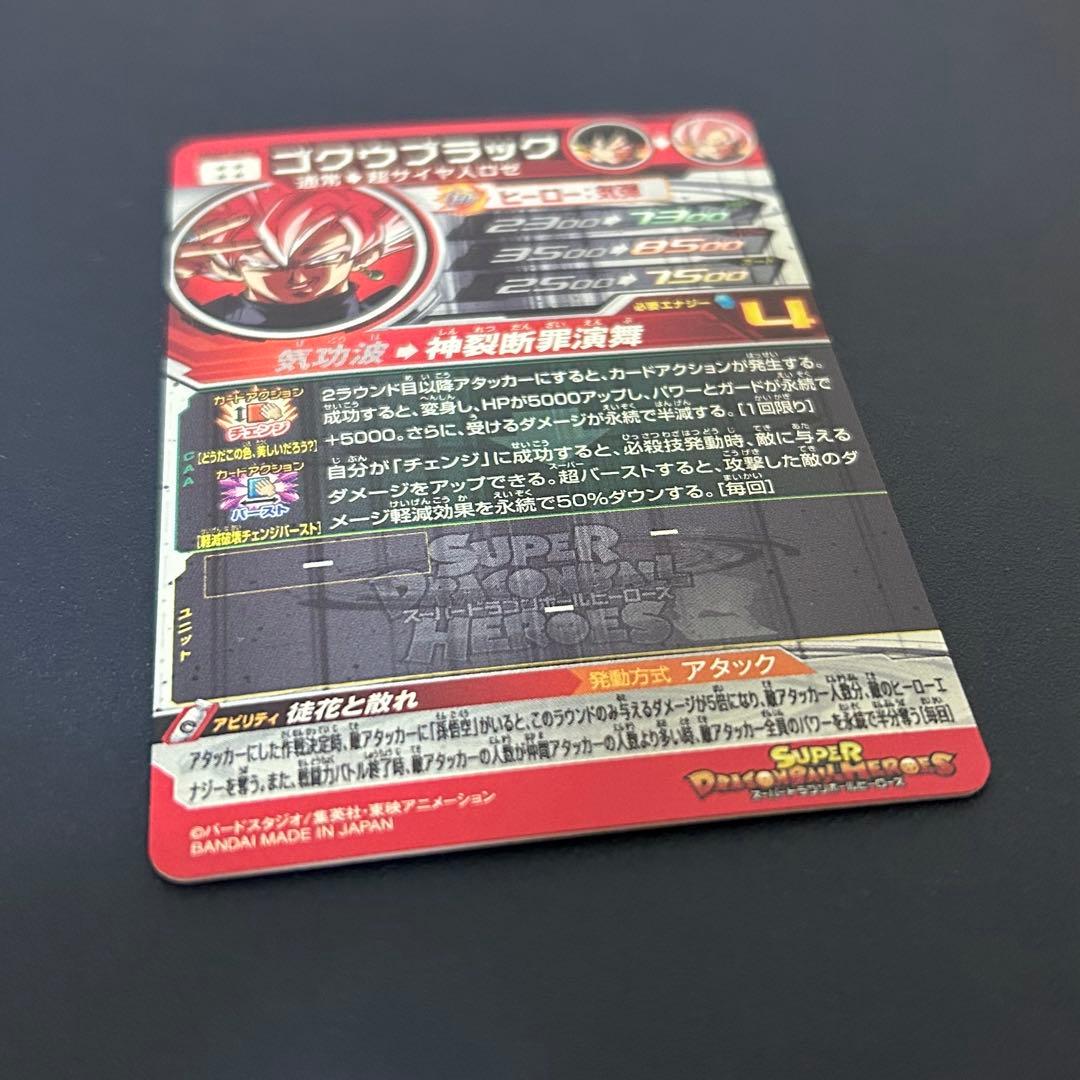 ゴクウブラック
通常➡超サイヤ人ロゼ
ヒーロー:気弾
2300➡7300
3500➡8500
2500➡7500
ガード
必要エナジー 4
気功波➡神裂断罪演舞
カードアクション
チェンジ
[どうだこの色、美しいだろう?]
2ラウンド目以降アタッカーにすると、カードアクションが発生する。
成功すると、変身し、HPが5000アップし、パワーとガードが永続で
+5000。さらに、受けるダメージが永続で半減する。[1回限り]
CAA
カードアクション
バースト
[軽減破壊チェンジバースト]
自分が「チェンジ」に成功すると、必殺技発動時、敵に与える
ダメージをアップできる。超バーストすると、攻撃した敵のダ
メージ軽減効果を永続で50%ダウンする。[毎回]
ユニット
SUPER
DRAGONBALL
スーパードラゴンボールヒーローズ
HEROES
発動方式 アタック
アビリティ 徒花と散れ
アタッカーにした作戦決定時、敵アタッカーに「孫悟空」がいると、このラウンドのみ与えるダメージが5倍になり、敵アタッカー人数分、敵のヒーローエ
ナジーを奪う。また、戦闘力バトル終了時、敵アタッカーの人数が仲間アタッカーの人数より多い時、敵アタッカー全員のパワーを永続で半分奪う[毎回]
SUPER
DRAGONBALL HEROES
スーパードラゴンボールヒーローズ
©バードスタジオ/集英社・東映アニメーション
BANDAI MADE IN JAPAN